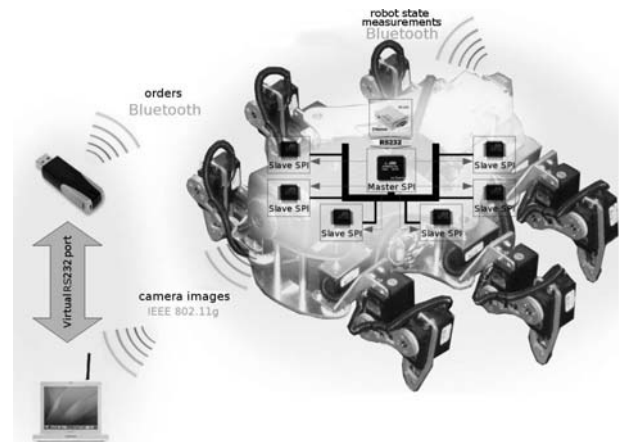 robot state
measurements
Bluetooth
orders
Bluetooth
RS232
Slave SPI
Slave SPI
Master SPI
Slave SPI
Slave SPI
Slave SPI
Slave SPI
Virtual RS232 port
camera images
IEEE 802.11g